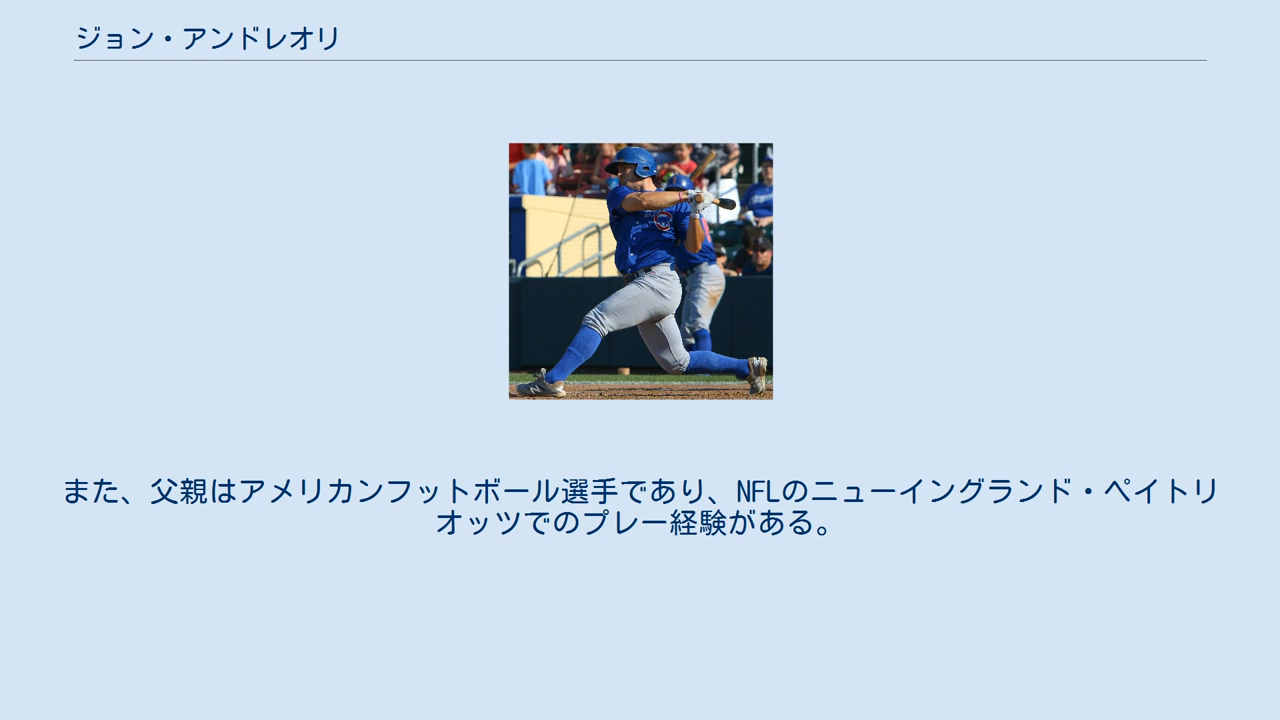 ジョン・アンドレオリ
また、父親はアメリカンフットボール選手であり、NFLのニューイングランド・ペイトリ
オッツでのプレー経験がある。